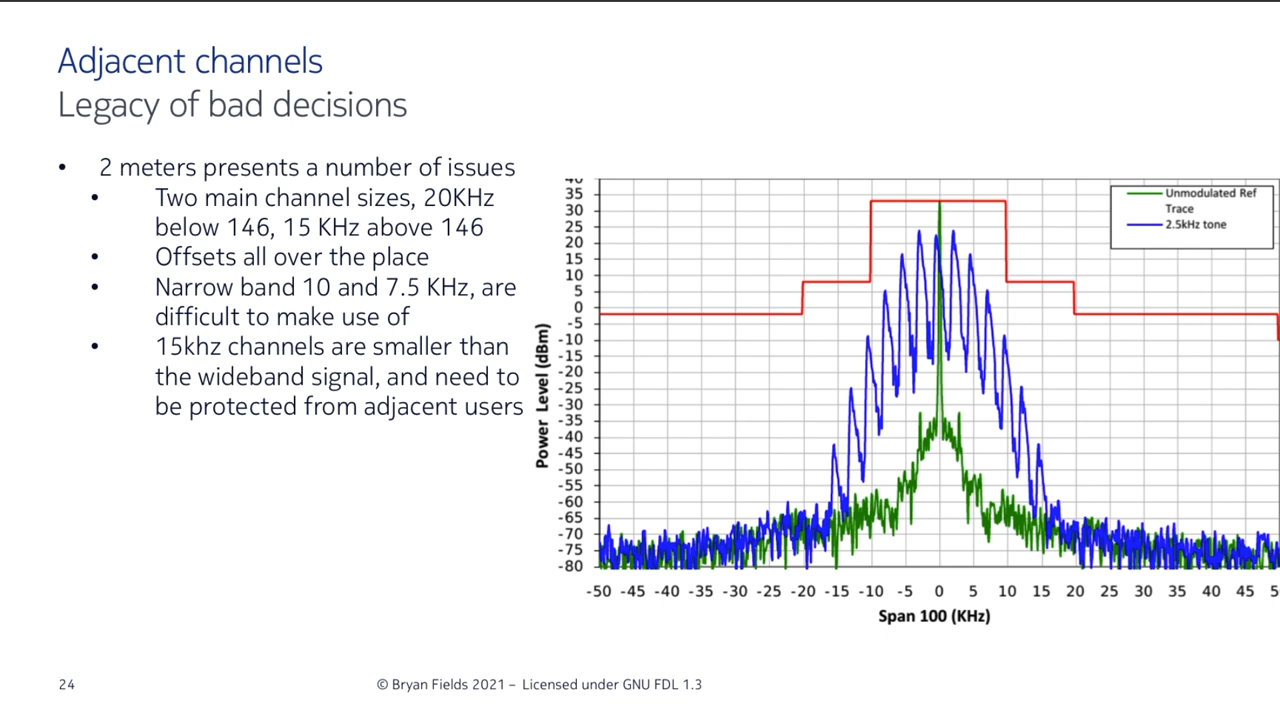 Adjacent channels
Legacy of bad decisions
• 2 meters presents a number of issues
• Two main channel sizes, 20KHz
below 146, 15 KHz above 146
• Offsets all over the place
• Narrow band 10 and 7.5 KHz, are
difficult to make use of
• 15khz channels are smaller than
the wideband signal, and need to
be protected from adjacent users
40
35
30
25
20
15
10
5
0
-5
-10
-15
-20
-25
-30
-35
-40
-45
-50
-55
-60
-65
-70
-75
-80
Power Level (dBm)
Unmodulated Ref
Trace
2.5kHz tone
-50 -45 -40 -35 -30 -25 -20 -15 -10 -5 0 5 10 15 20 25 30 35 40 45 5
Span 100 (KHz)
24
© Bryan Fields 2021 – Licensed under GNU FDL 1.3